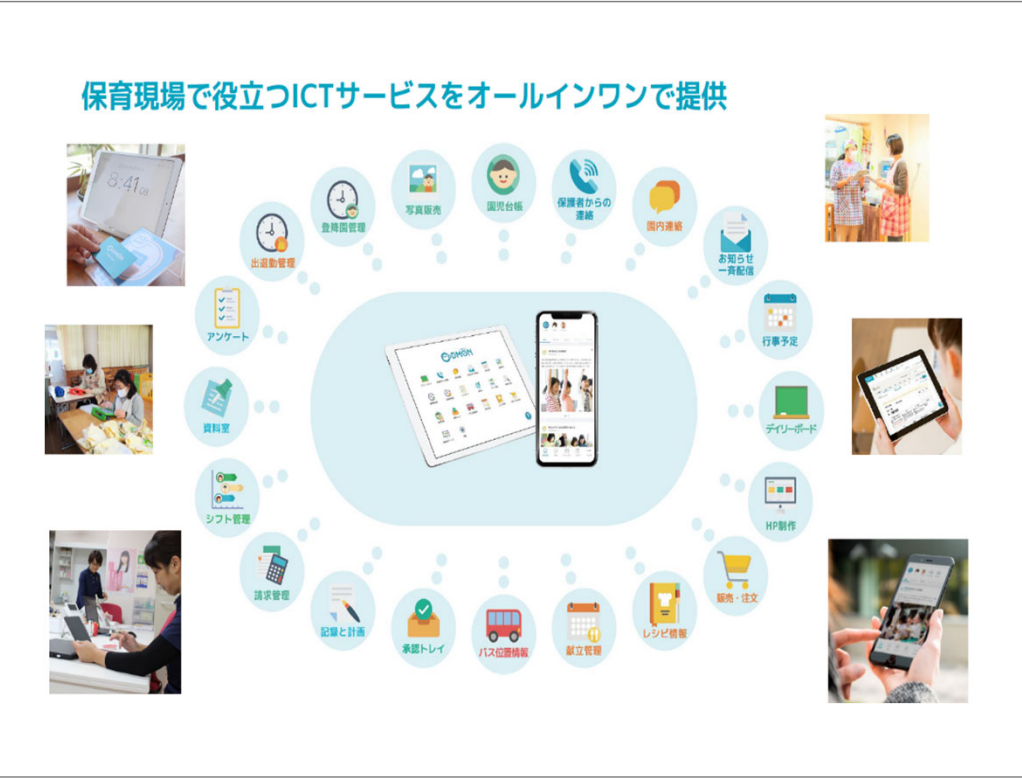 保育現場で役立つICTサービスをオールインワンで提供
8:41
写真販売
園児台帳
保護者からの
連絡
園内連絡
お知らせ
一斉配信
行事予定
デイリーボード
HP制作
販売・注文
レシピ情報
献立管理
バス位置情報
承認トレイ
記録と計画
請求管理
シフト管理
資料室
アンケート
出退勤管理
登降園管理